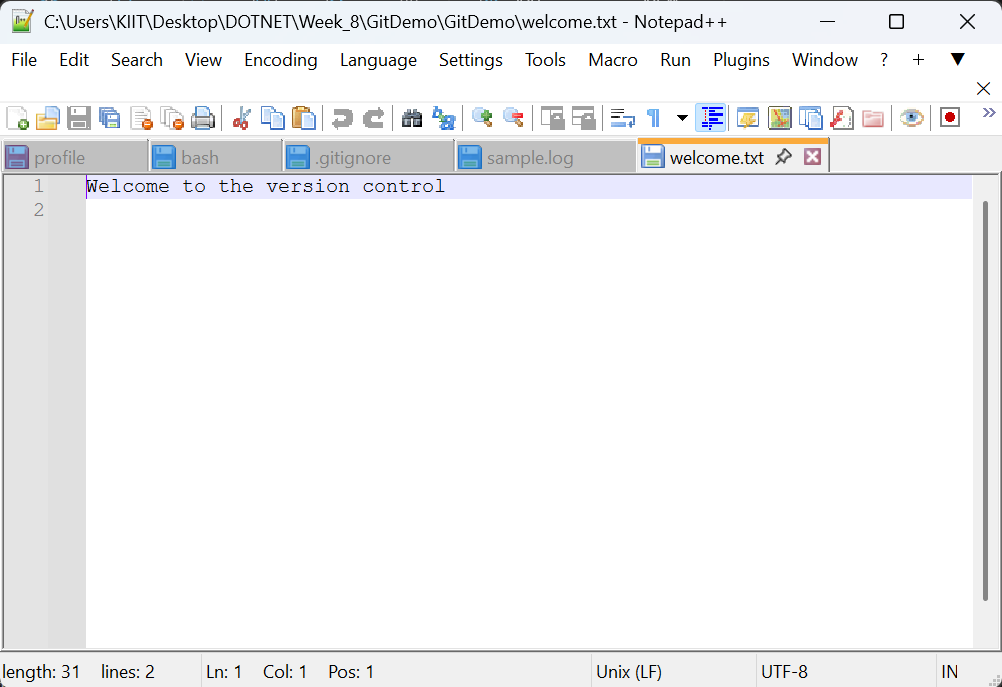 C:\Users\KIIT\Desktop\DOTNET\Week_8\GitDemo\GitDemo\welcome.txt - Notepad++
File Edit Search View Encoding Language Settings Tools Macro Run Plugins Window ? +
profile bash .gitignore sample.log welcome.txt
1 Welcome to the version control
2
length: 31 lines: 2 Ln: 1 Col: 1 Pos: 1 Unix (LF) UTF-8 IN